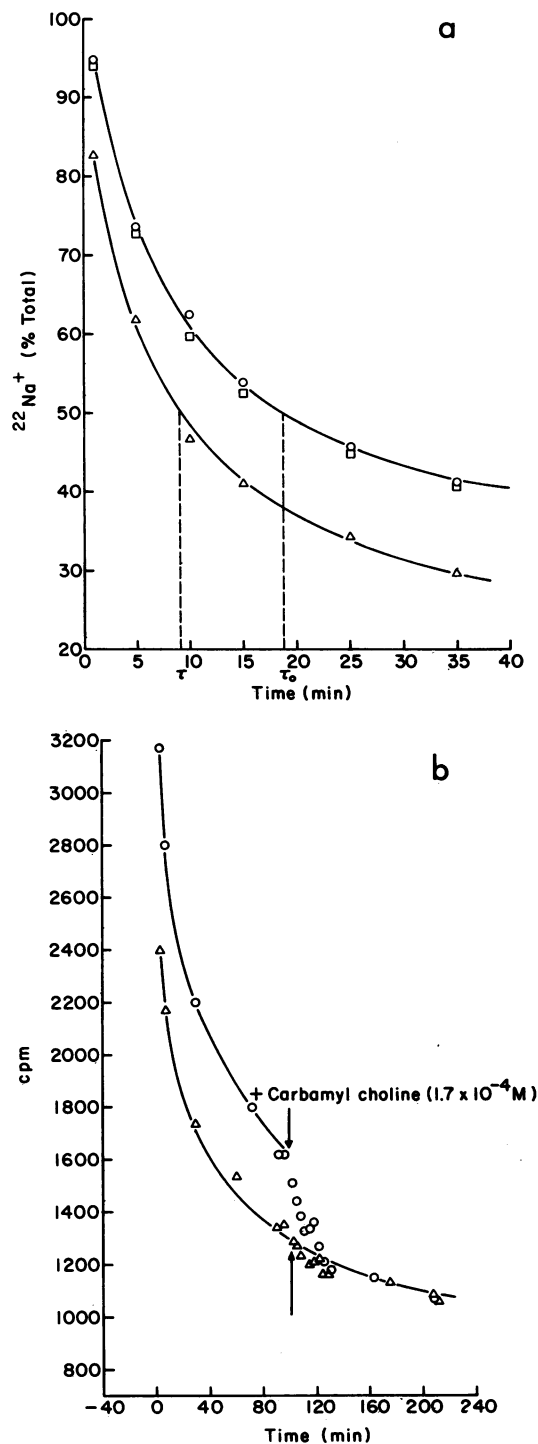 a
100
90
80
70
60
50
40
30
20
²²Na⁺ (% Total)
0 5 10 15 20 25 30 35 40
τ τ₀
Time (min)
b
3200
3000
2800
2600
2400
2200
2000
1800
1600
1400
1200
1000
800
cpm
+ Carbamyl choline (1.7 x 10⁻⁴ M)
-40 0 40 80 120 160 200 240
Time (min)